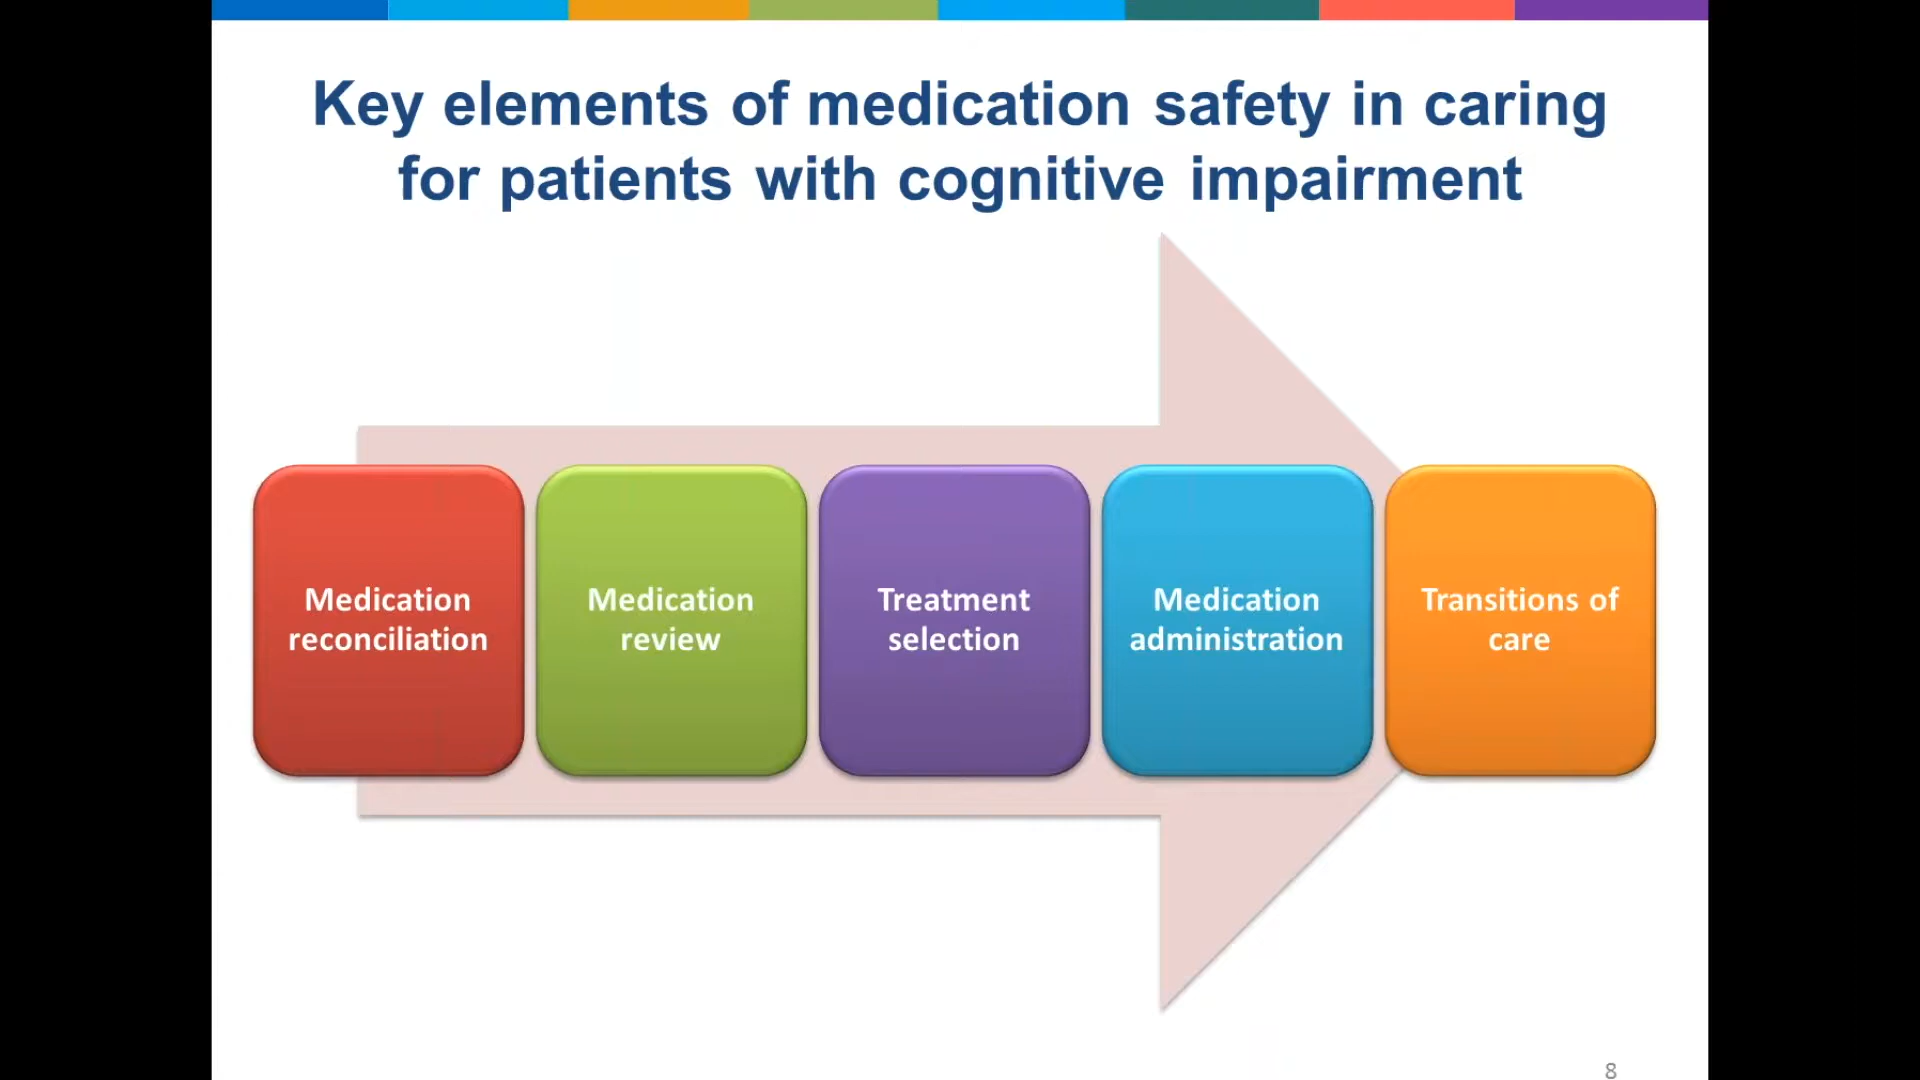 Key elements of medication safety in caring
for patients with cognitive impairment
Medication
reconciliation
Medication
review
Treatment
selection
Medication
administration
Transitions of
care
8